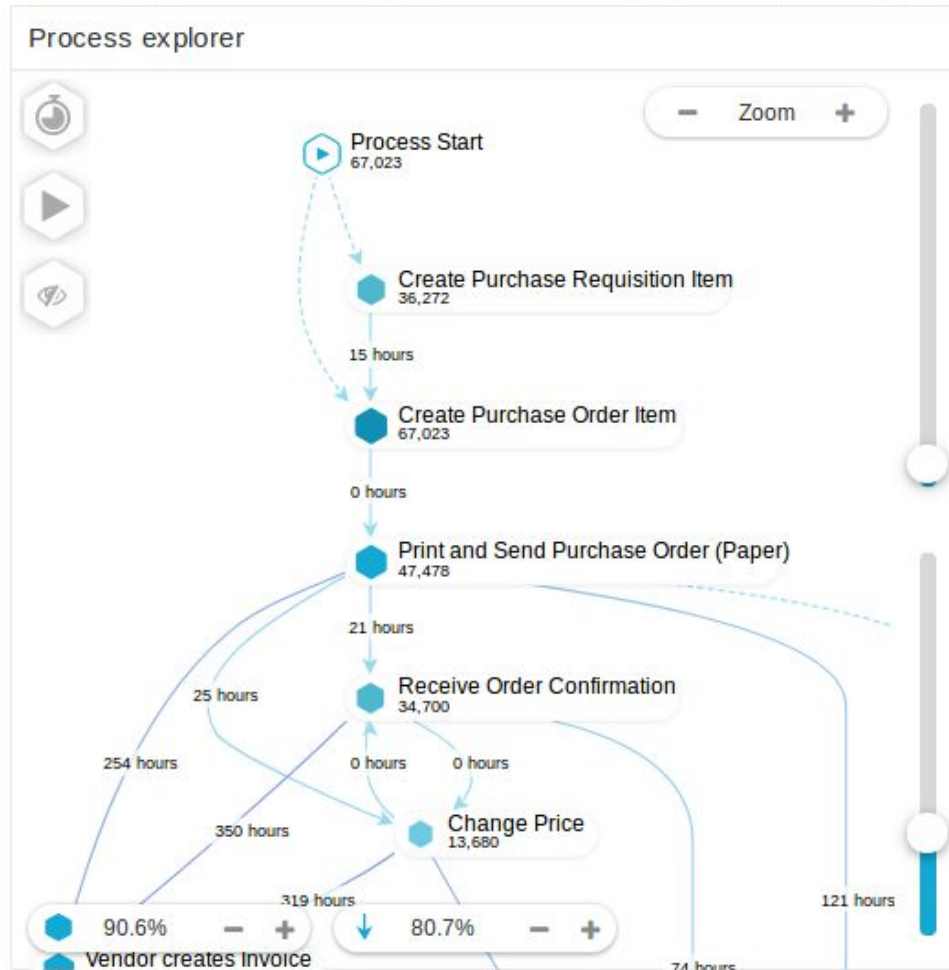 Process explorer
Zoom
Process Start
67,023
Create Purchase Requisition Item
36,272
15 hours
Create Purchase Order Item
67,023
0 hours
Print and Send Purchase Order (Paper)
47,478
21 hours
Receive Order Confirmation
34,700
25 hours
254 hours
0 hours
0 hours
Change Price
13,680
350 hours
319 hours
121 hours
90.6%
80.7%
Vendor creates Invoice
74 hours